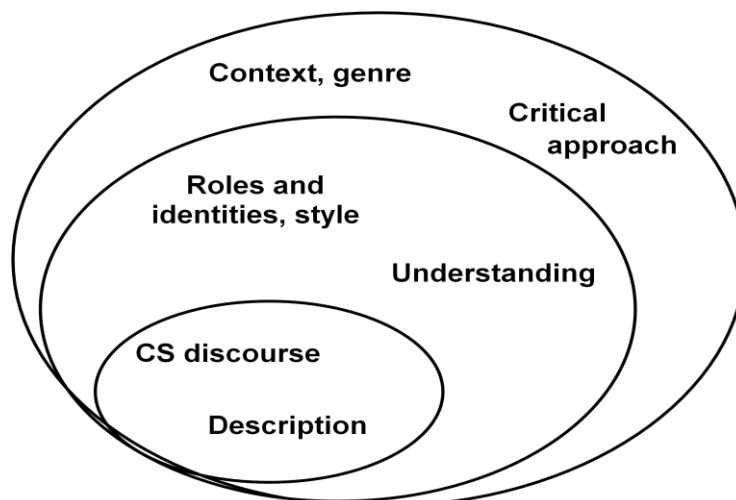 Context, genre
Critical
approach
Roles and
identities, style
Understanding
CS discourse
Description